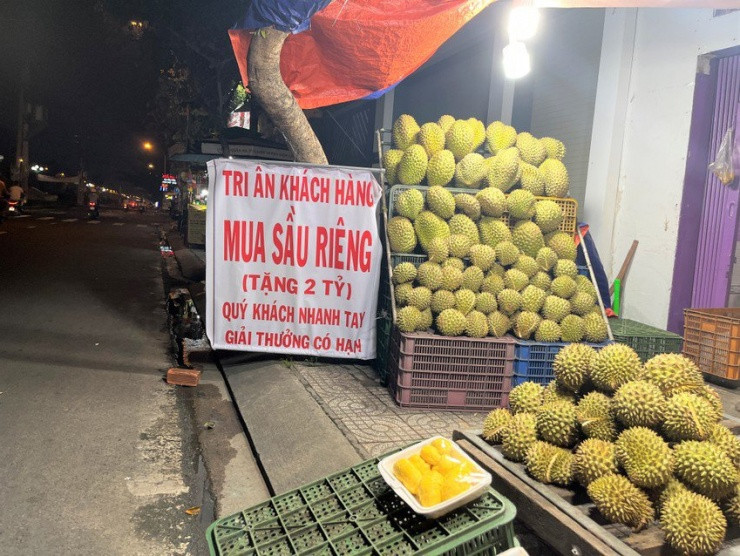 TRI ÂN KHÁCH HÀNG
MUA SẦU RIÊNG
(TẶNG 2 TỶ)
QUÝ KHÁCH NHANH TAY
GIẢI THƯỞNG CÓ HẠN